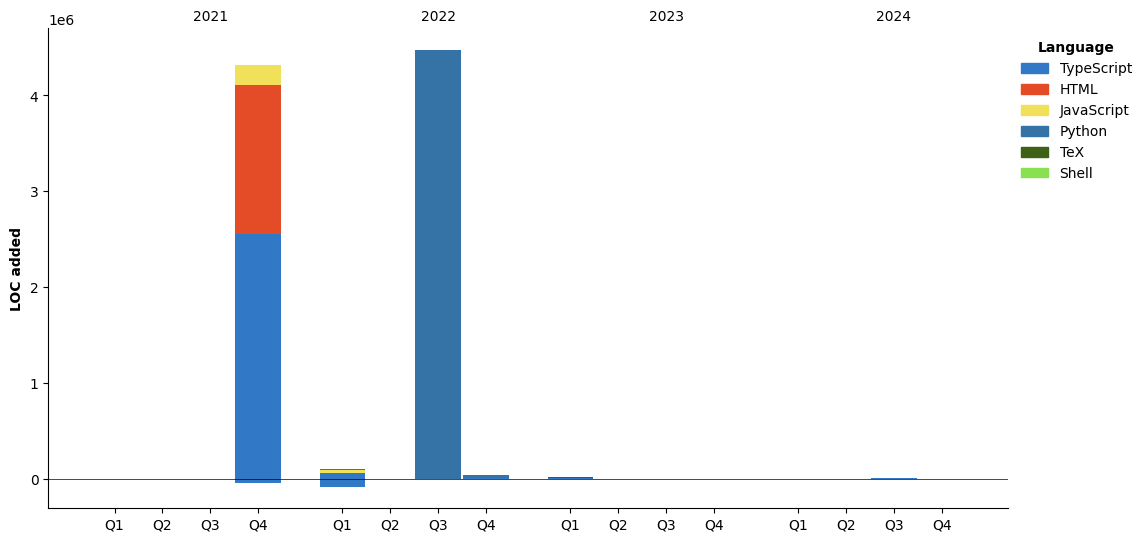 1e6
2021 2022 2023 2024
Language
TypeScript
HTML
JavaScript
Python
TeX
Shell
LOC added
4
3
2
1
0
Q1 Q2 Q3 Q4 Q1 Q2 Q3 Q4 Q1 Q2 Q3 Q4 Q1 Q2 Q3 Q4